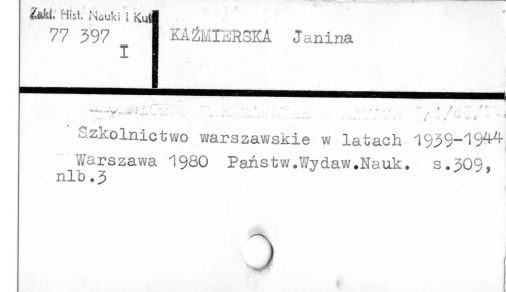 Zakł. Hist. Nauki i Kult
77 397
I
KAŹMIERSKA Janina
Szkolnictwo warszawskie w latach 1939-1944
Warszawa 1980 Państw.Wydaw.Nauk. s.309,
nlb.3